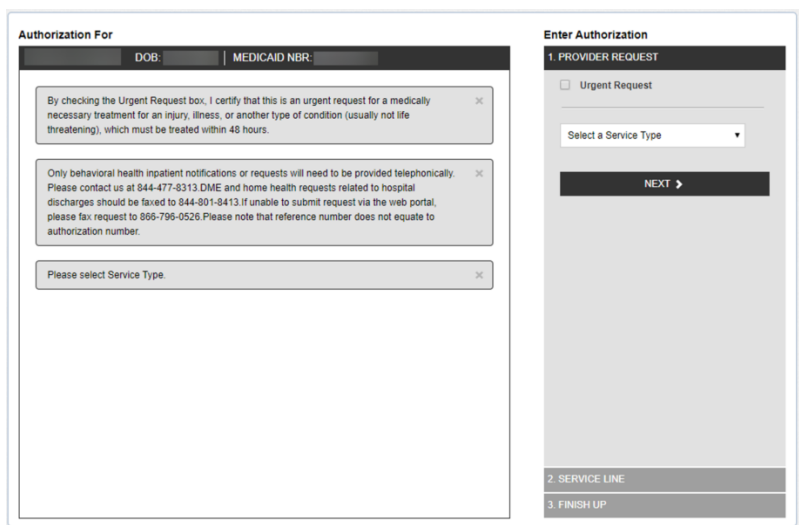 Authorization For
DOB:
MEDICAID NBR:
By checking the Urgent Request box, I certify that this is an urgent request for a medically
necessary treatment for an injury, illness, or another type of condition (usually not life
threatening), which must be treated within 48 hours.
Only behavioral health inpatient notifications or requests will need to be provided telephonically.
Please contact us at 844-477-8313.DME and home health requests related to hospital
discharges should be faxed to 844-801-8413.If unable to submit request via the web portal,
please fax request to 866-796-0526.Please note that reference number does not equate to
authorization number.
Please select Service Type.
Enter Authorization
1. PROVIDER REQUEST
Urgent Request
Select a Service Type
NEXT
2. SERVICE LINE
3. FINISH UP